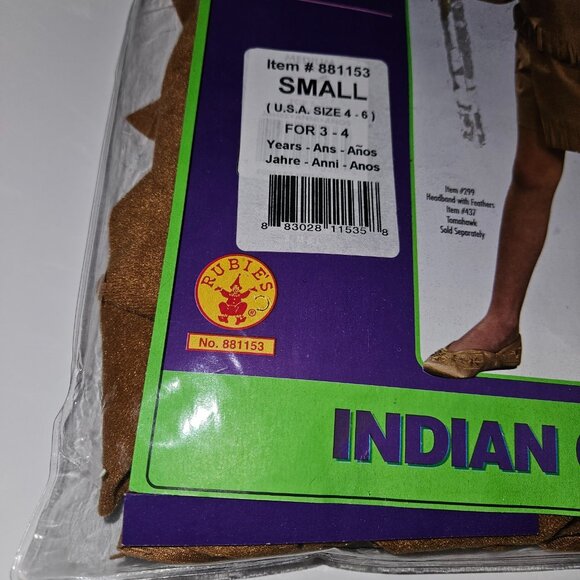 Item # 881153
SMALL
( U.S.A. SIZE 4 - 6 )
FOR 3 - 4
Years - Ans - Años
Jahre - Anni - Anos
8 83028 11535 8
Item #299
Headband with Feathers
Item #437
Tomahawk
Sold Separately
RUBIE'S
®
No. 881153
INDIAN